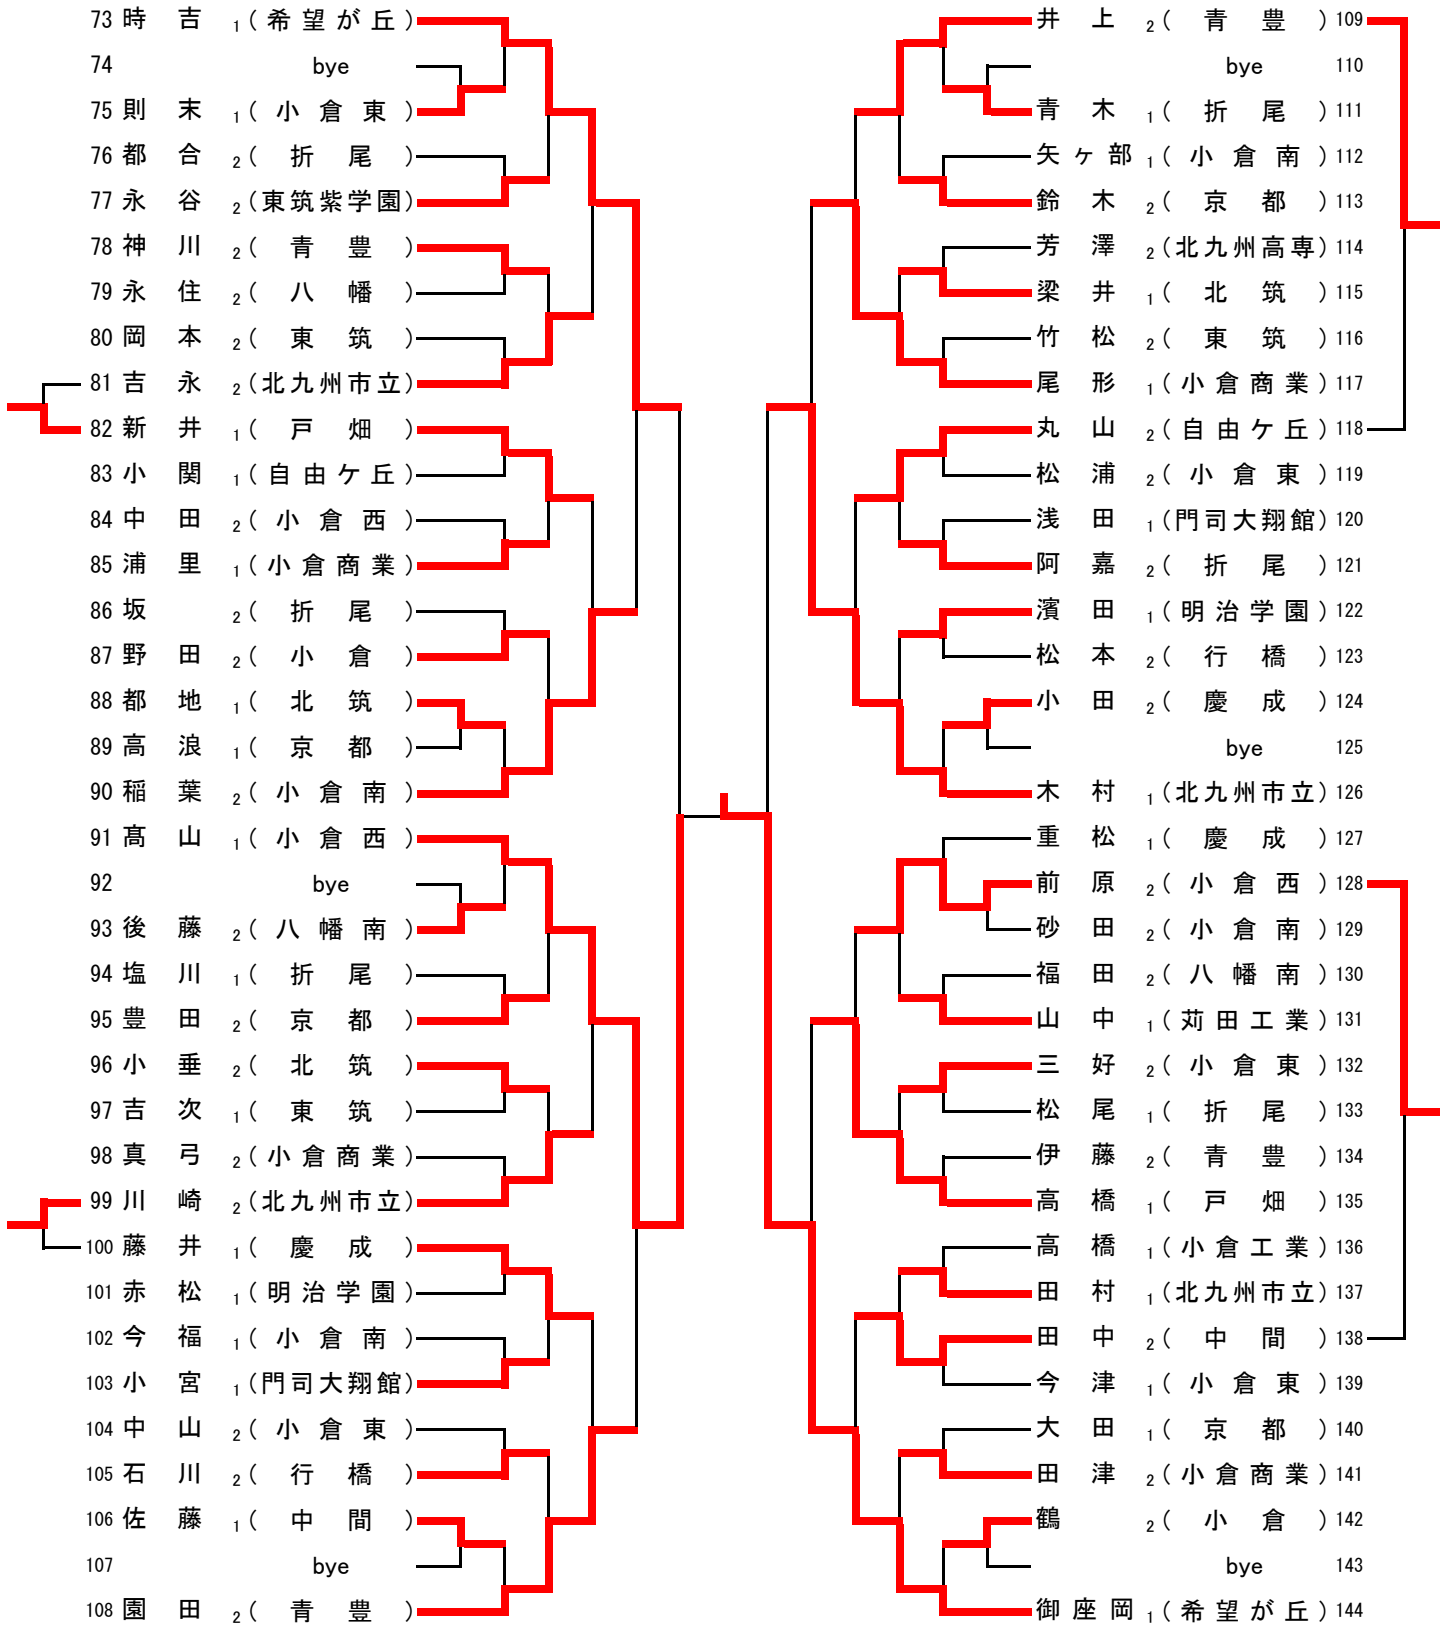 73 時吉 1 (希望が丘)
74 bye
75 則末 1 (小倉東)
76 都合 2 (折尾)
77 永谷 2 (東筑紫学園)
78 神川 2 (青豊)
79 永住 2 (八幡)
80 岡本 2 (東筑)
81 吉永 2 (北九州市立)
82 新井 1 (戸畑)
83 小関 1 (自由ケ丘)
84 中田 2 (小倉西)
85 浦里 1 (小倉商業)
86 坂 2 (折尾)
87 野田 2 (小倉)
88 都地 1 (北筑)
89 高浪 1 (京都)
90 稲葉 2 (小倉南)
91 髙山 1 (小倉西)
92 bye
93 後藤 2 (八幡南)
94 塩川 1 (折尾)
95 豊田 2 (京都)
96 小垂 2 (北筑)
97 吉次 1 (東筑)
98 真弓 2 (小倉商業)
99 川崎 2 (北九州市立)
100 藤井 1 (慶成)
101 赤松 1 (明治学園)
102 今福 1 (小倉南)
103 小宮 1 (門司大翔館)
104 中山 2 (小倉東)
105 石川 2 (行橋)
106 佐藤 1 (中間)
107 bye
108 園田 2 (青豊)
井上 2 (青豊) 109
bye 110
青木 1 (折尾) 111
矢ヶ部 1 (小倉南) 112
鈴木 2 (京都) 113
芳澤 2 (北九州高専) 114
梁井 1 (北筑) 115
竹松 2 (東筑) 116
尾形 1 (小倉商業) 117
丸山 2 (自由ケ丘) 118
松浦 2 (小倉東) 119
浅田 1 (門司大翔館) 120
阿嘉 2 (折尾) 121
濱田 1 (明治学園) 122
松本 2 (行橋) 123
小田 2 (慶成) 124
bye 125
木村 1 (北九州市立) 126
重松 1 (慶成) 127
前原 2 (小倉西) 128
砂田 2 (小倉南) 129
福田 2 (八幡南) 130
山中 1 (苅田工業) 131
三好 2 (小倉東) 132
松尾 1 (折尾) 133
伊藤 2 (青豊) 134
高橋 1 (戸畑) 135
高橋 1 (小倉工業) 136
田村 1 (北九州市立) 137
田中 2 (中間) 138
今津 1 (小倉東) 139
大田 1 (京都) 140
田津 2 (小倉商業) 141
鶴 2 (小倉) 142
bye 143
御座岡 1 (希望が丘) 144